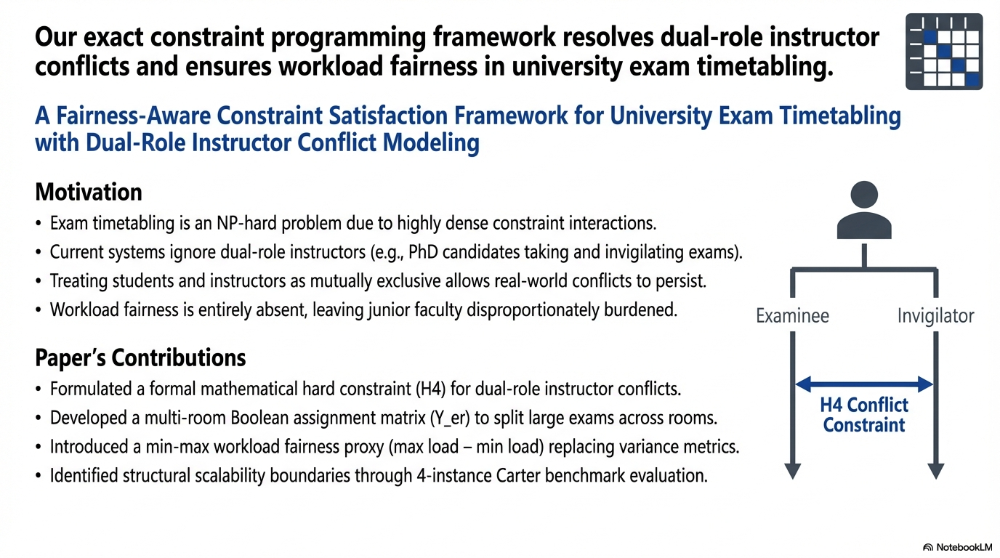 Our exact constraint programming framework resolves dual-role instructor
conflicts and ensures workload fairness in university exam timetabling.
A Fairness-Aware Constraint Satisfaction Framework for University Exam Timetabling
with Dual-Role Instructor Conflict Modeling
Motivation
• Exam timetabling is an NP-hard problem due to highly dense constraint interactions.
• Current systems ignore dual-role instructors (e.g., PhD candidates taking and invigilating exams).
• Treating students and instructors as mutually exclusive allows real-world conflicts to persist.
• Workload fairness is entirely absent, leaving junior faculty disproportionately burdened.
Paper's Contributions
• Formulated a formal mathematical hard constraint (H4) for dual-role instructor conflicts.
• Developed a multi-room Boolean assignment matrix (Y_er) to split large exams across rooms.
• Introduced a min-max workload fairness proxy (max load – min load) replacing variance metrics.
• Identified structural scalability boundaries through 4-instance Carter benchmark evaluation.
Examinee
Invigilator
H4 Conflict
Constraint
NotebookLM